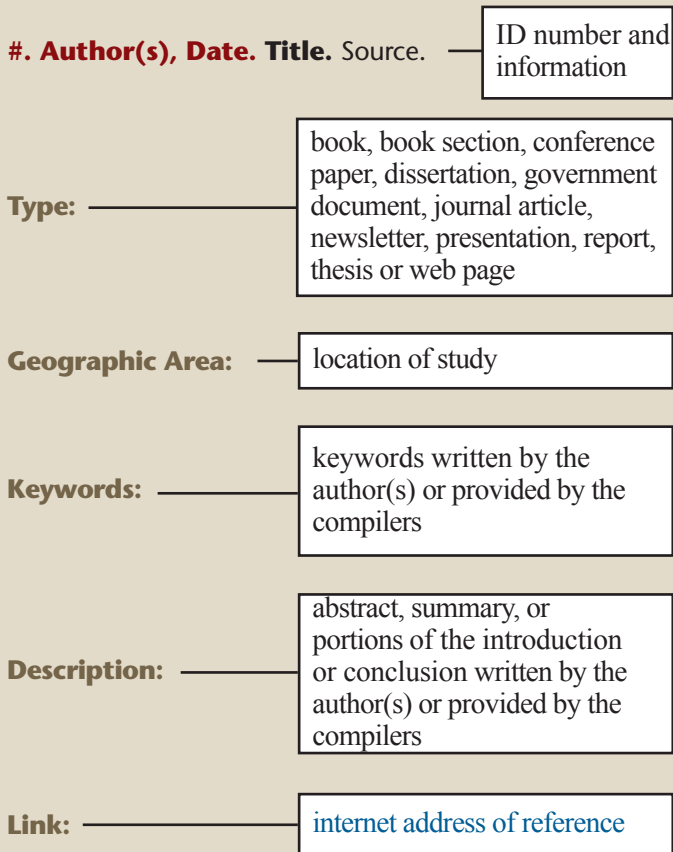 #. Author(s), Date. Title. Source.
ID number and
information
Type:
book, book section, conference
paper, dissertation, government
document, journal article,
newsletter, presentation, report,
thesis or web page
Geographic Area:
location of study
Keywords:
keywords written by the
author(s) or provided by the
compilers
Description:
abstract, summary, or
portions of the introduction
or conclusion written by the
author(s) or provided by the
compilers
Link:
internet address of reference